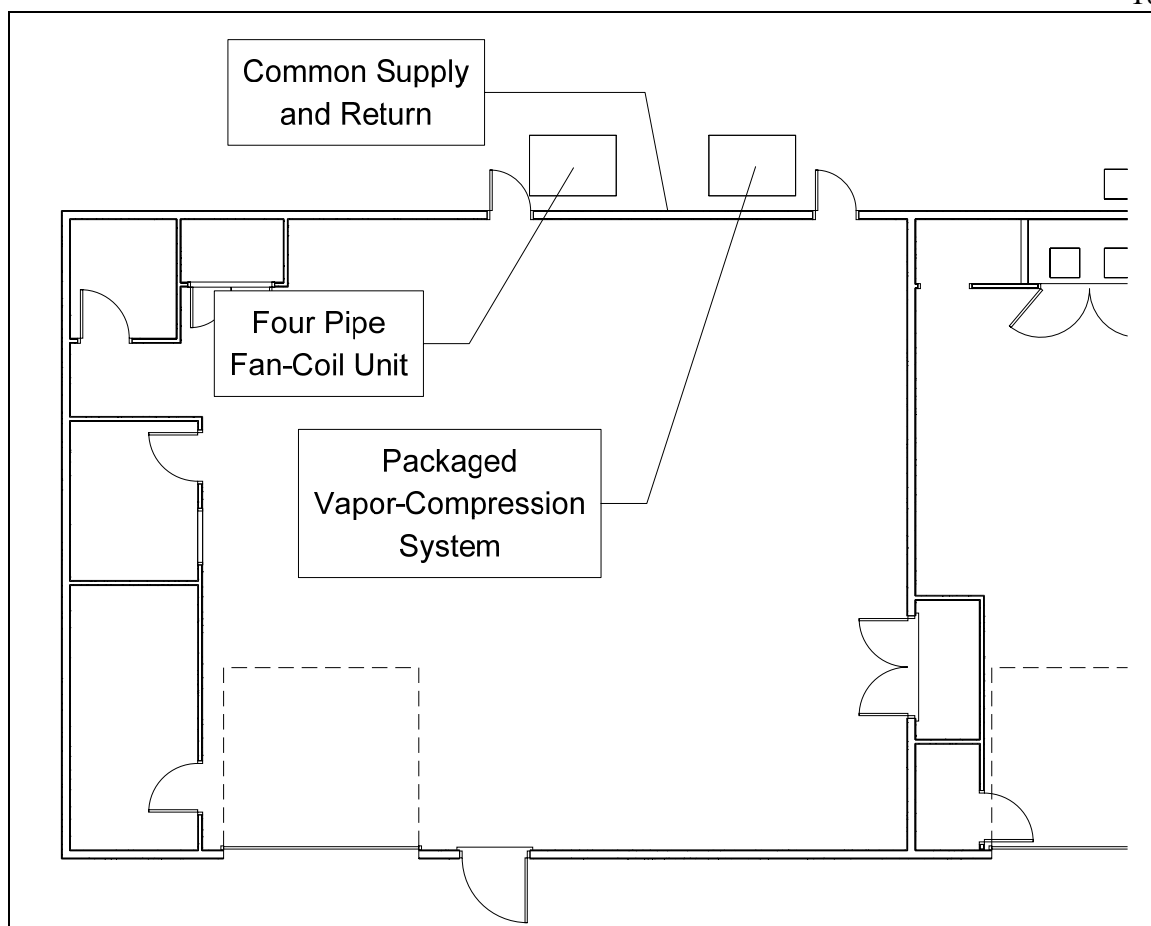 Common Supply
and Return
Four Pipe
Fan-Coil Unit
Packaged
Vapor-Compression
System